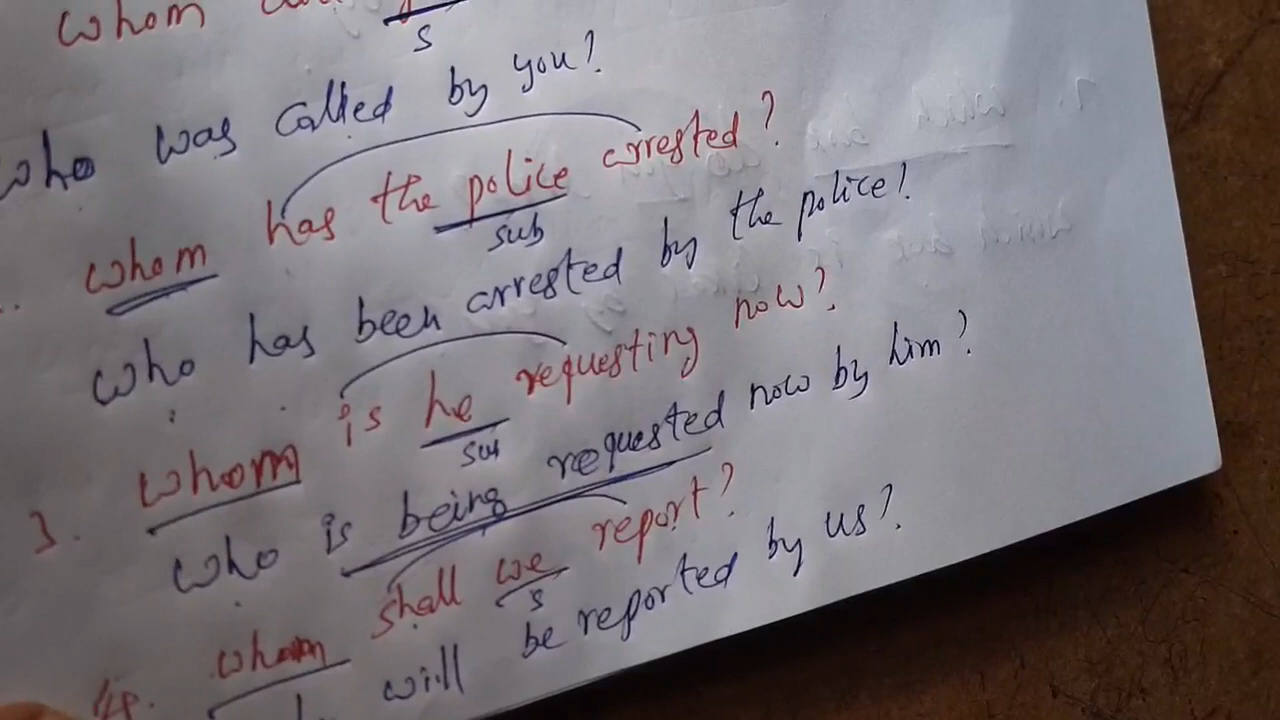 whom
s
who was called by you?
whom has the police arrested?
sub
who has been arrested by the police?
3. whom is he requesting now?
sub
who is being requested now by him?
4. whom shall we report?
s
will be reported by us?